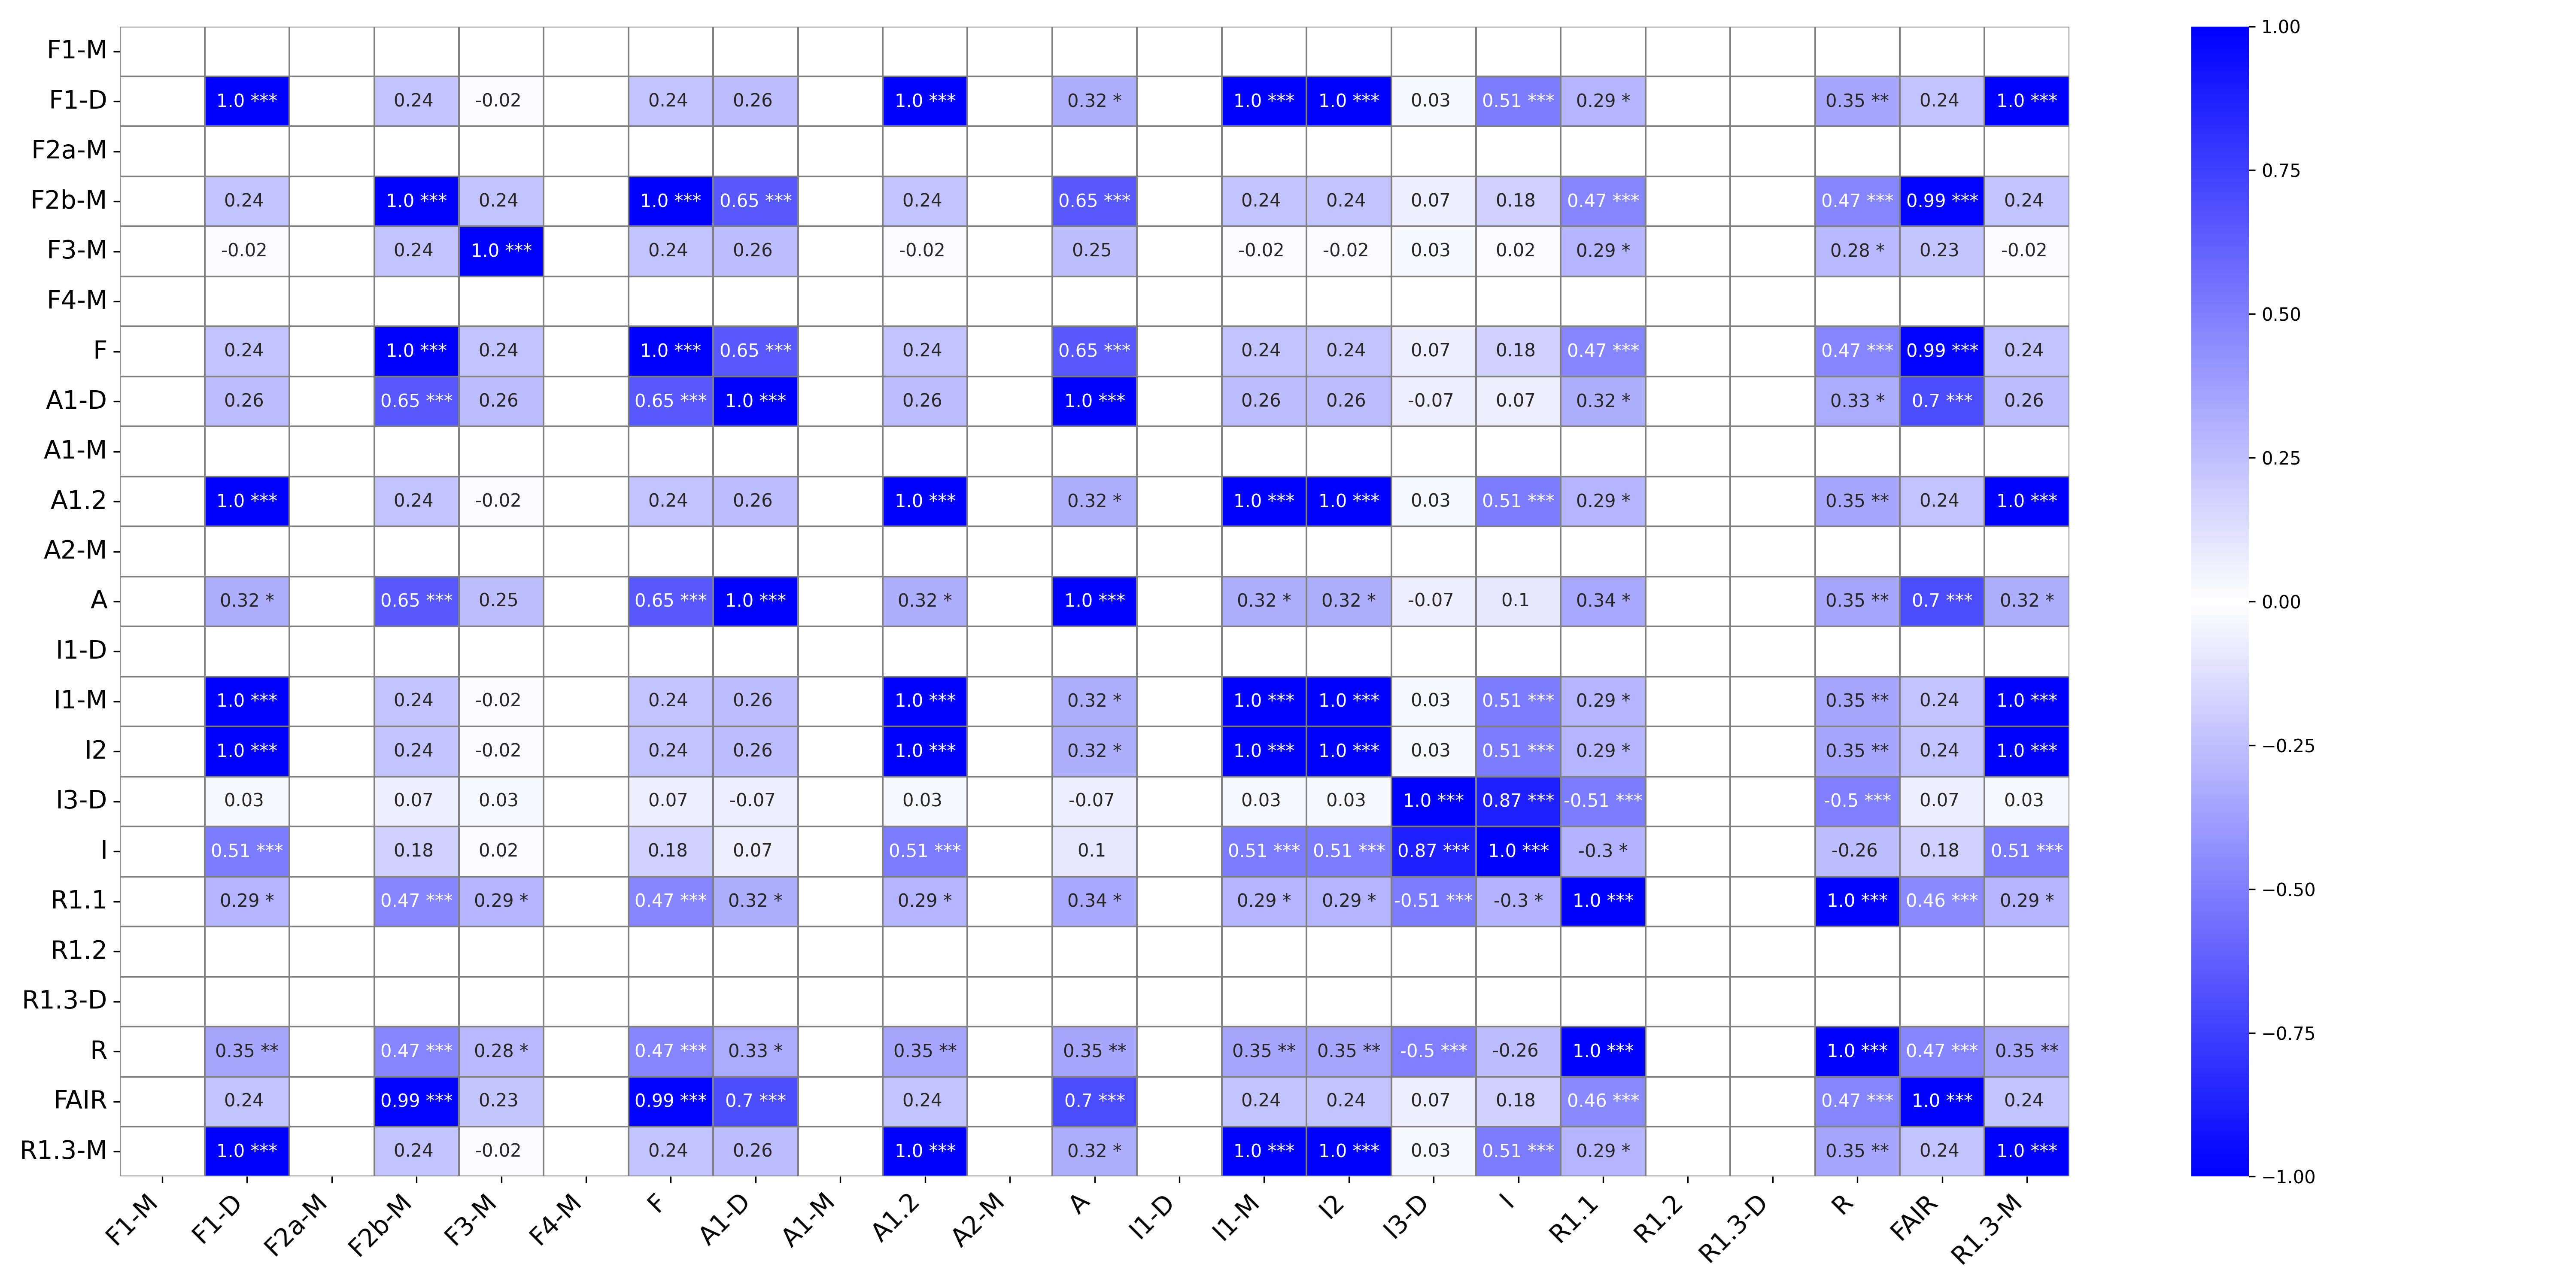 F1-M
F1-D 1.0 *** 0.24 -0.02 0.24 0.26 1.0 *** 0.32 * 1.0 *** 1.0 *** 0.03 0.51 *** 0.29 * 0.35 ** 0.24 1.0 ***
F2a-M
F2b-M 0.24 1.0 *** 0.24 1.0 *** 0.65 *** 0.24 0.65 *** 0.24 0.24 0.07 0.18 0.47 *** 0.47 *** 0.99 *** 0.24
F3-M -0.02 0.24 1.0 *** 0.24 0.26 -0.02 0.25 -0.02 -0.02 0.03 0.02 0.29 * 0.28 * 0.23 -0.02
F4-M
F 0.24 1.0 *** 0.24 1.0 *** 0.65 *** 0.24 0.65 *** 0.24 0.24 0.07 0.18 0.47 *** 0.47 *** 0.99 *** 0.24
A1-D 0.26 0.65 *** 0.26 0.65 *** 1.0 *** 0.26 1.0 *** 0.26 0.26 -0.07 0.07 0.32 * 0.33 * 0.7 *** 0.26
A1-M
A1.2 1.0 *** 0.24 -0.02 0.24 0.26 1.0 *** 0.32 * 1.0 *** 1.0 *** 0.03 0.51 *** 0.29 * 0.35 ** 0.24 1.0 ***
A2-M
A 0.32 * 0.65 *** 0.25 0.65 *** 1.0 *** 0.32 * 1.0 *** 0.32 * 0.32 * -0.07 0.1 0.34 * 0.35 ** 0.7 *** 0.32 *
I1-D
I1-M 1.0 *** 0.24 -0.02 0.24 0.26 1.0 *** 0.32 * 1.0 *** 1.0 *** 0.03 0.51 *** 0.29 * 0.35 ** 0.24 1.0 ***
I2 1.0 *** 0.24 -0.02 0.24 0.26 1.0 *** 0.32 * 1.0 *** 1.0 *** 0.03 0.51 *** 0.29 * 0.35 ** 0.24 1.0 ***
I3-D 0.03 0.07 0.03 0.07 -0.07 0.03 -0.07 0.03 0.03 1.0 *** 0.87 *** -0.51 *** -0.5 *** 0.07 0.03
I 0.51 *** 0.18 0.02 0.18 0.07 0.51 *** 0.1 0.51 *** 0.51 *** 0.87 *** 1.0 *** -0.3 * -0.26 0.18 0.51 ***
R1.1 0.29 * 0.47 *** 0.29 * 0.47 *** 0.32 * 0.29 * 0.34 * 0.29 * 0.29 * -0.51 *** -0.3 * 1.0 *** 1.0 *** 0.46 *** 0.29 *
R1.2
R1.3-D
R 0.35 ** 0.47 *** 0.28 * 0.47 *** 0.33 * 0.35 ** 0.35 ** 0.35 ** 0.35 ** -0.5 *** -0.26 1.0 *** 1.0 *** 0.47 *** 0.35 **
FAIR 0.24 0.99 *** 0.23 0.99 *** 0.7 *** 0.24 0.7 *** 0.24 0.24 0.07 0.18 0.46 *** 0.47 *** 1.0 *** 0.24
R1.3-M 1.0 *** 0.24 -0.02 0.24 0.26 1.0 *** 0.32 * 1.0 *** 1.0 *** 0.03 0.51 *** 0.29 * 0.35 ** 0.24 1.0 ***
F1-M F1-D F2a-M F2b-M F3-M F4-M F A1-D A1-M A1.2 A2-M A I1-D I1-M I2 I3-D I R1.1 R1.2 R1.3-D R FAIR R1.3-M
1.00
0.75
0.50
0.25
0.00
−0.25
−0.50
−0.75
−1.00